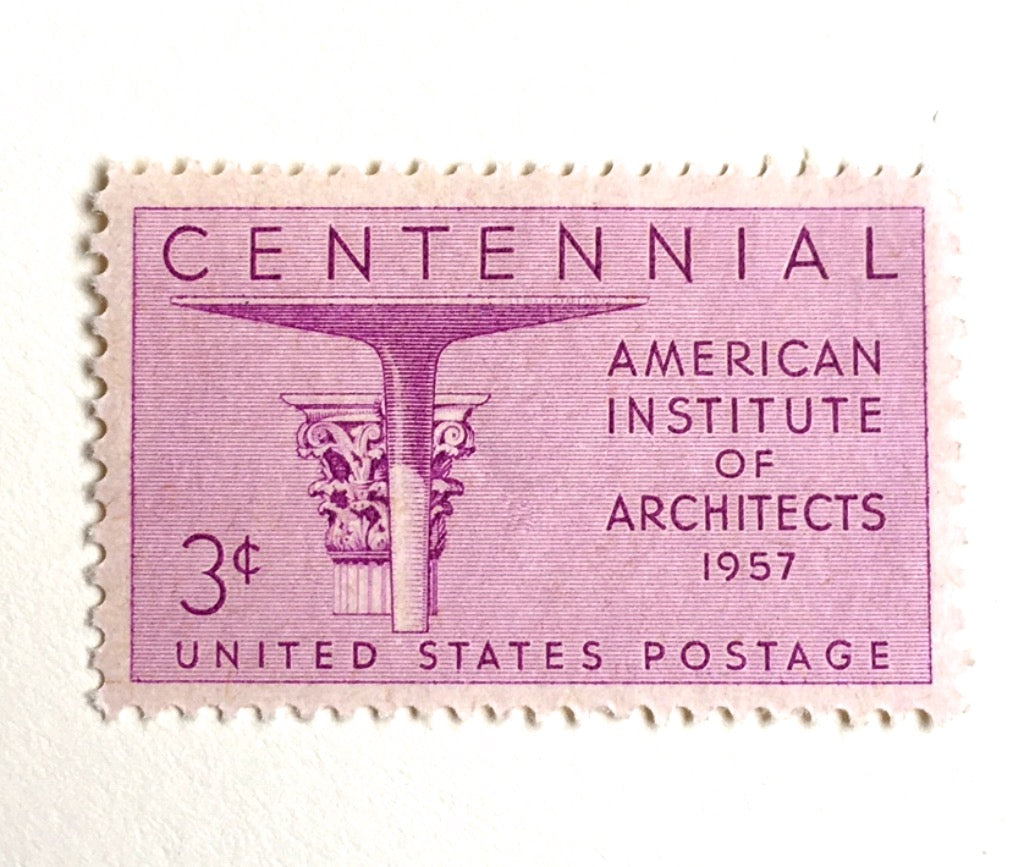 CENTENNIAL
AMERICAN
INSTITUTE
OF
ARCHITECTS
1957
3¢
UNITED STATES POSTAGE